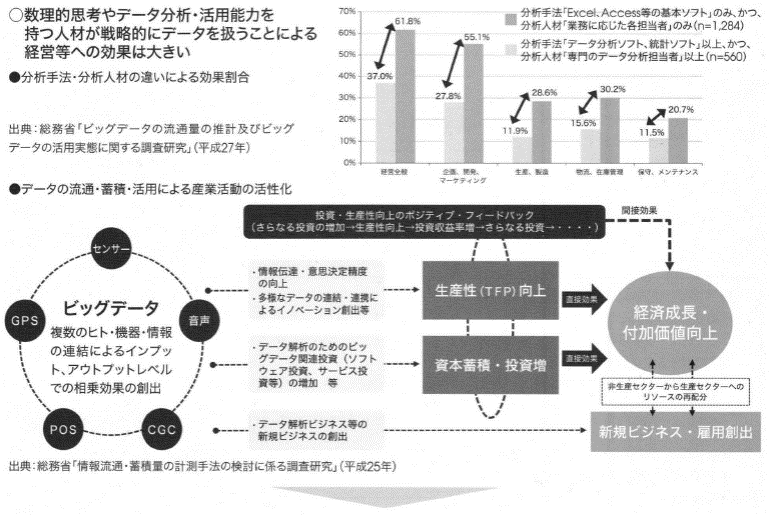 ○数理的思考やデータ分析・活用能力を
持つ人材が戦略的にデータを扱うことによる
経営等への効果は大きい
●分析手法・分析人材の違いによる効果割合
出典：総務省「ビッグデータの流通量の推計及びビッグ
データの活用実態に関する調査研究」（平成27年）
70%
60%
50%
40%
30%
20%
10%
0%
分析手法「Excel、Access等の基本ソフト」のみ、かつ、
分析人材「業務に応じた各担当者」のみ（n=1,284）
分析手法「データ分析ソフト、統計ソフト」以上、かつ、
分析人材「専門のデータ分析担当者」以上（n=560）
37.0%
61.8%
27.8%
55.1%
11.9%
28.6%
15.6%
30.2%
11.5%
20.7%
経営全般
企画、開発、
マーケティング
生産、製造
物流、在庫管理
保守、メンテナンス
●データの流通・蓄積・活用による産業活動の活性化
投資・生産性向上のポジティブ・フィードバック
（さらなる投資の増加→生産性向上→投資収益率増→さらなる投資→・・・・）
間接効果
センサー
GPS
音声
POS
CGC
ビッグデータ
複数のヒト・機器・情報
の連結によるインプッ
ト、アウトプットレベル
での相乗効果の創出
・情報伝達・意思決定精度
の向上
・多様なデータの連結・連携に
よるイノベーション創出等
・データ解析のためのビッ
グデータ関連投資（ソフト
ウェア投資、サービス投
資等）の増加　等
・データ解析ビジネス等の
新規ビジネスの創出
生産性（TFP）向上
直接効果
資本蓄積・投資増
直接効果
経済成長・
付加価値向上
非生産セクターから生産セクターへの
リソースの再配分
新規ビジネス・雇用創出
出典：総務省「情報流通・蓄積量の計測手法の検討に係る調査研究」（平成25年）